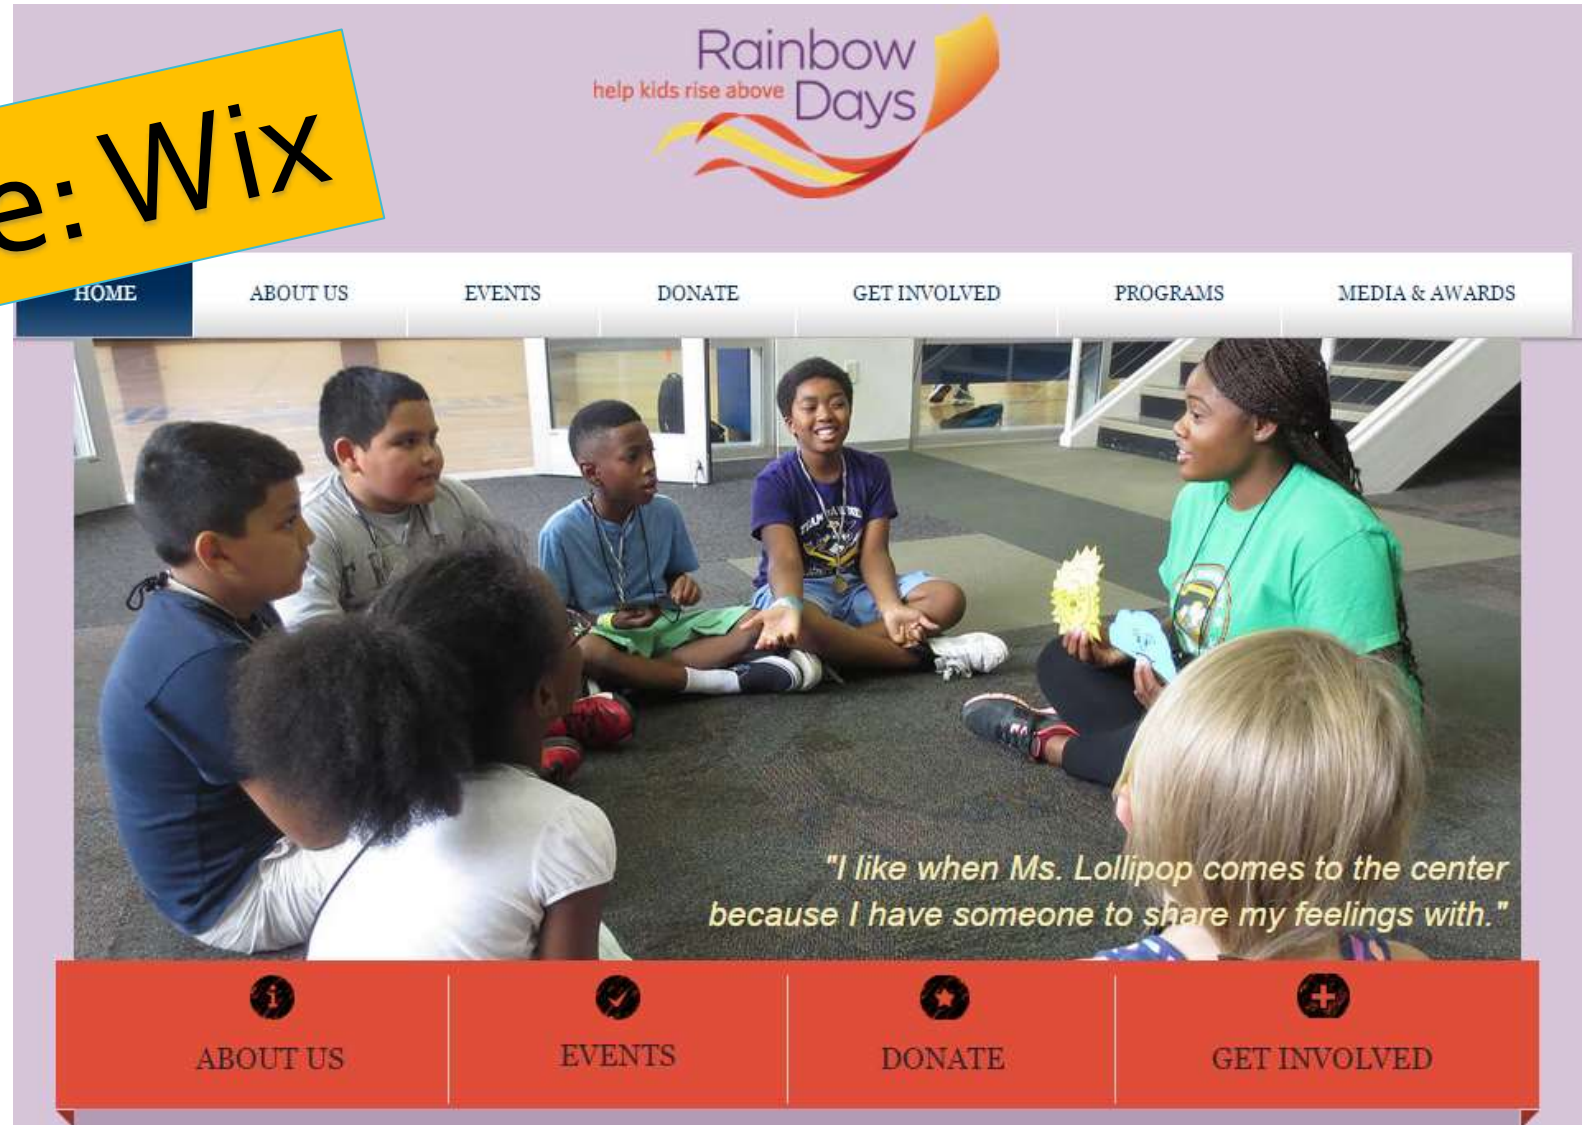 Rainbow
help kids rise above
Days
e: Wix
HOME
ABOUT US
EVENTS
DONATE
GET INVOLVED
PROGRAMS
MEDIA & AWARDS
"I like when Ms. Lollipop comes to the center
because I have someone to share my feelings with."
ABOUT US
EVENTS
DONATE
GET INVOLVED